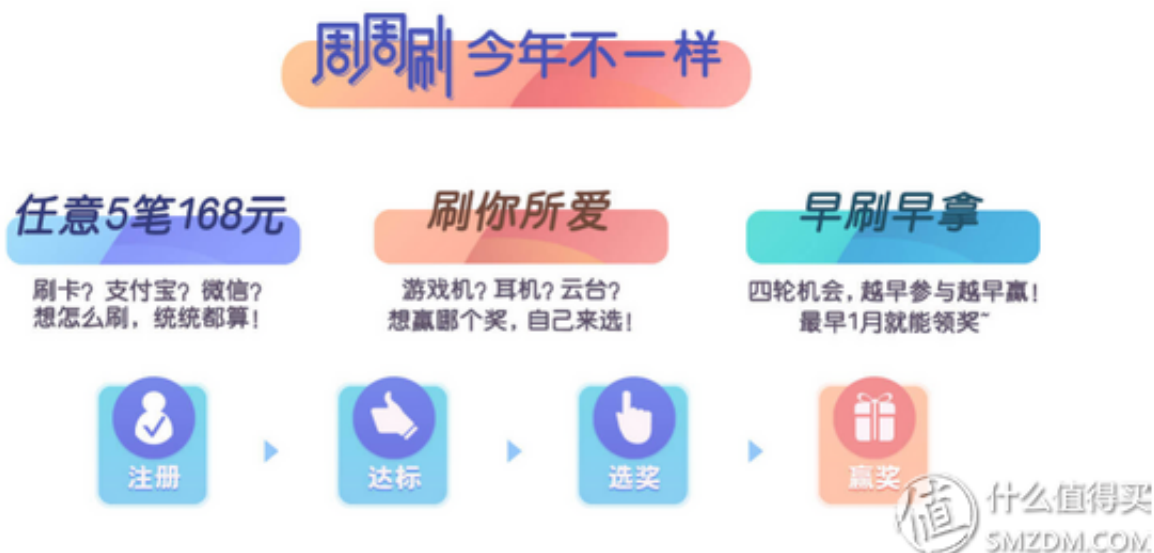 周周刷 今年不一样
任意5笔168元
刷卡？支付宝？微信？
想怎么刷，统统都算！
刷你所爱
游戏机？耳机？云台？
想赢哪个奖，自己来选！
早刷早拿
四轮机会，越早参与越早赢！
最早1月就能领奖~
注册
达标
选奖
赢奖
值 什么值得买
SMZDM.COM